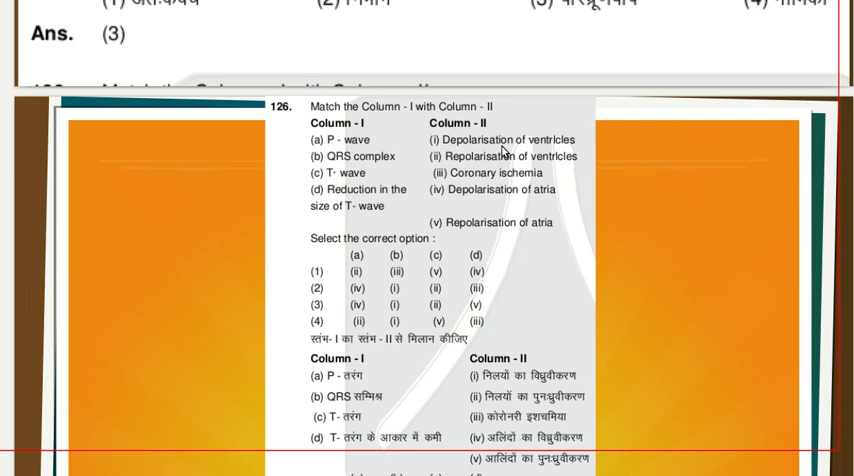 Ans. (3)
126. Match the Column - I with Column - II
Column - I Column - II
(a) P - wave (i) Depolarisation of ventricles
(b) QRS complex (ii) Repolarisation of ventricles
(c) T- wave (iii) Coronary ischemia
(d) Reduction in the (iv) Depolarisation of atria
size of T- wave
(v) Repolarisation of atria
Select the correct option :
(a) (b) (c) (d)
(1) (ii) (iii) (v) (iv)
(2) (iv) (i) (ii) (iii)
(3) (iv) (i) (ii) (v)
(4) (ii) (i) (v) (iii)
स्तंभ- I का स्तंभ - II से मिलान कीजिए
Column - I Column - II
(a) P - तरंग (i) निलयों का विध्रुवीकरण
(b) QRS सम्मिश्र (ii) निलयों का पुनःध्रुवीकरण
(c) T- तरंग (iii) कोरोनरी इशचमिया
(d) T- तरंग के आकार में कमी (iv) अलिंदों का विध्रुवीकरण
(v) आलिंदों का पुनःध्रुवीकरण